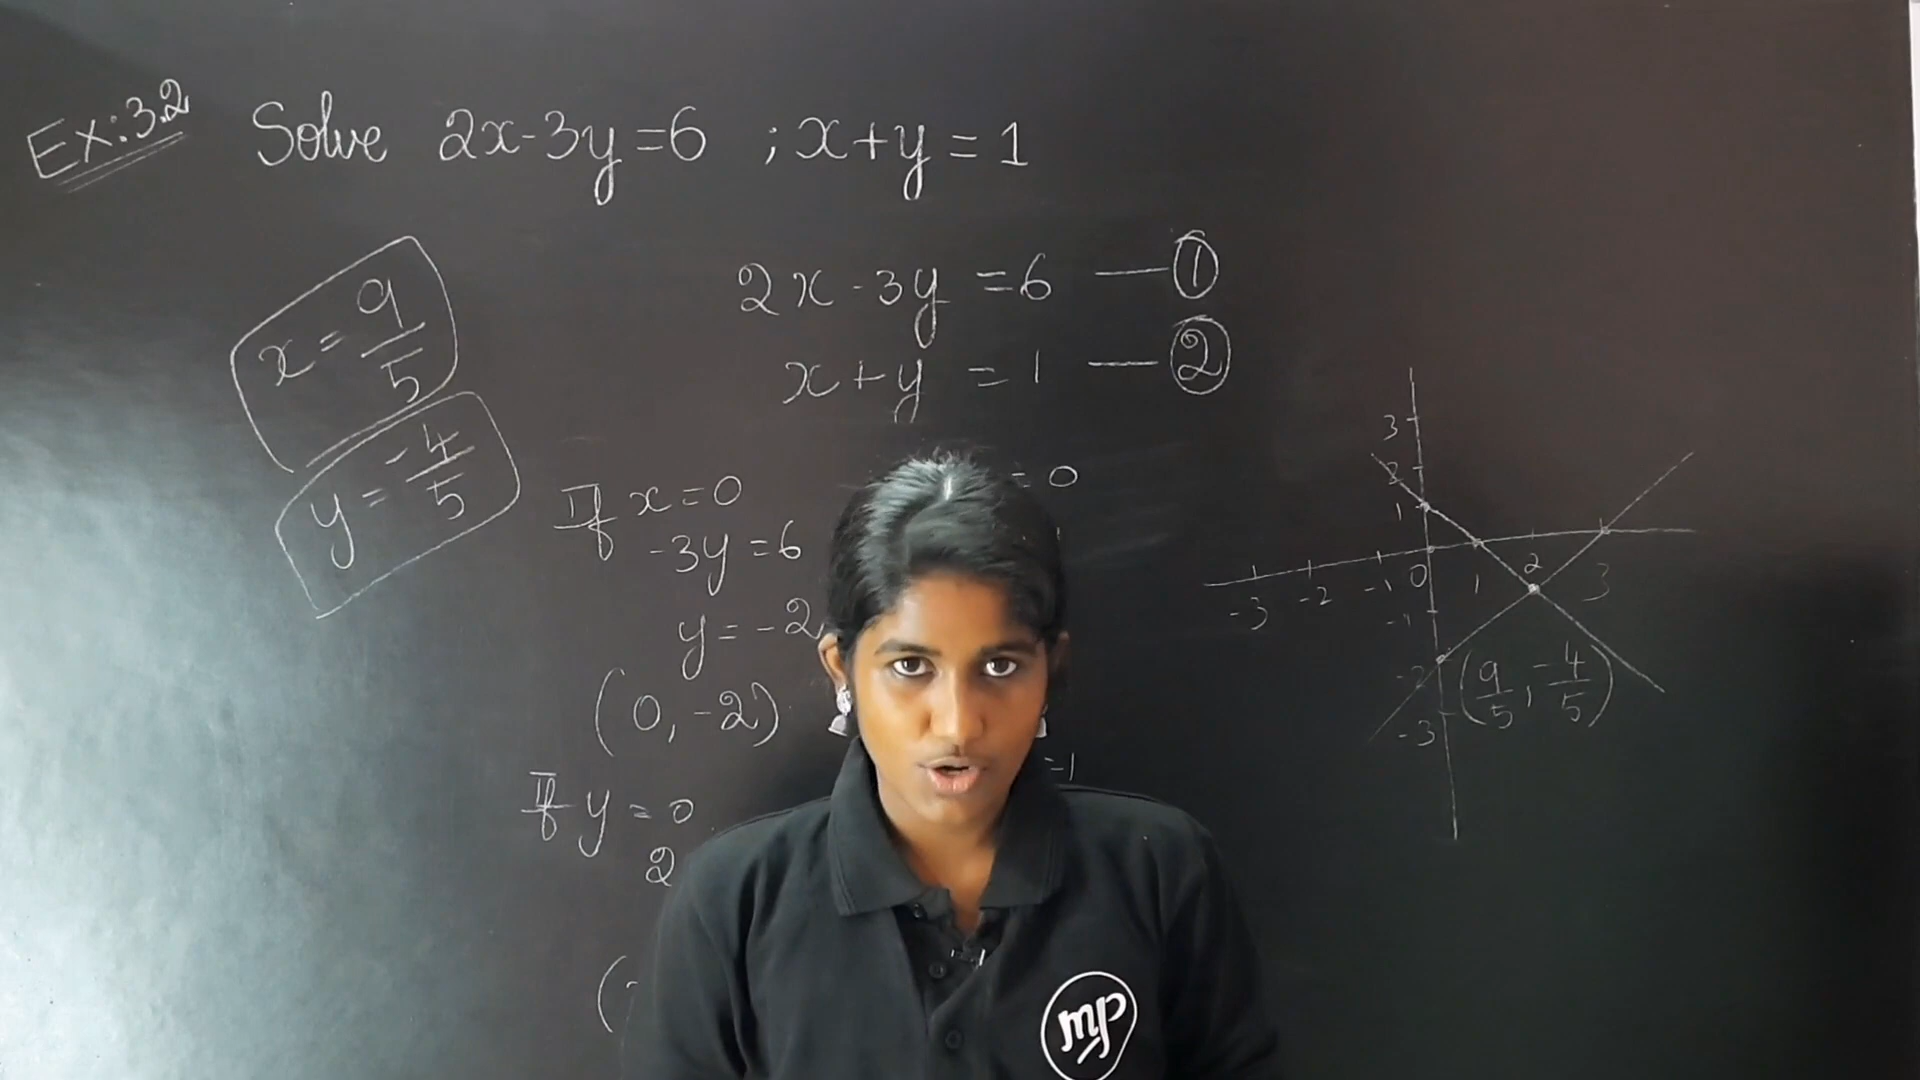 Ex:3.2 Solve 2x-3y=6 ; x+y=1
2x-3y=6 — ①
x+y=1 — ②
x=9/5
y=-4/5
If x=0
-3y=6
y=-2
(0,-2)
If y=0
2
(
=0
=-1
3
2
1
-3 -2 -1 0 1 2 3
-1
-2
-3
(9/5, -4/5)
mp